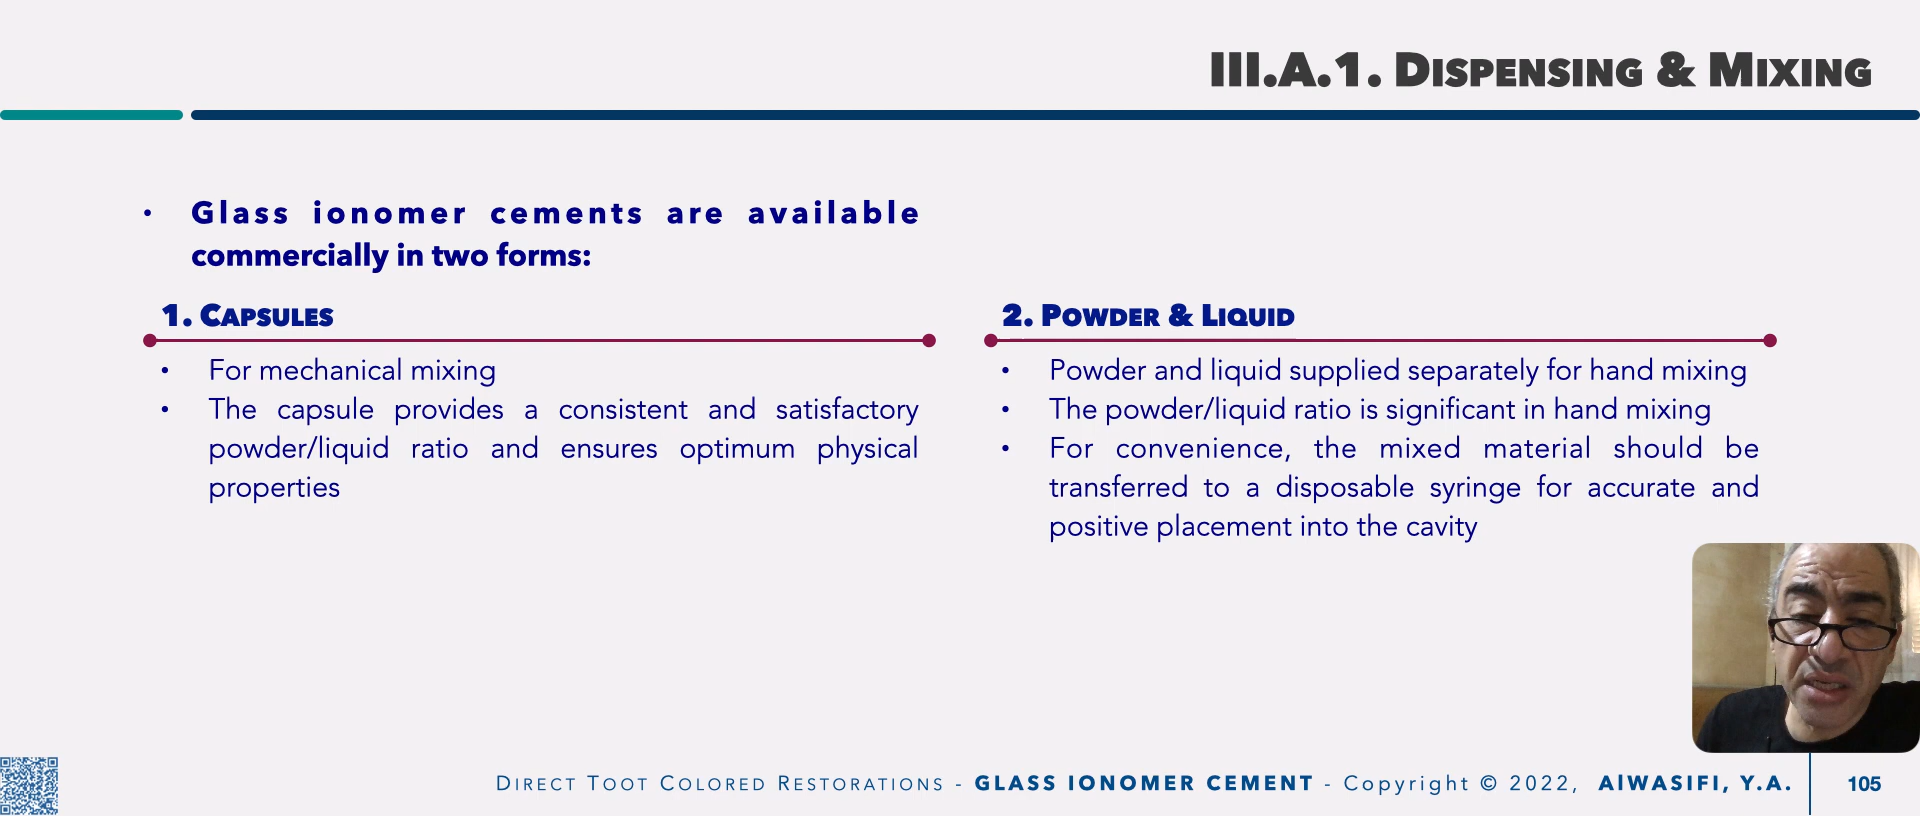 III.A.1. DISPENSING & MIXING
• Glass ionomer cements are available
commercially in two forms:
1. CAPSULES
• For mechanical mixing
• The capsule provides a consistent and satisfactory
powder/liquid ratio and ensures optimum physical
properties
2. POWDER & LIQUID
• Powder and liquid supplied separately for hand mixing
• The powder/liquid ratio is significant in hand mixing
• For convenience, the mixed material should be
transferred to a disposable syringe for accurate and
positive placement into the cavity
DIRECT TOOT COLORED RESTORATIONS - GLASS IONOMER CEMENT - Copyright © 2022, AlWASIFI, Y.A. 105